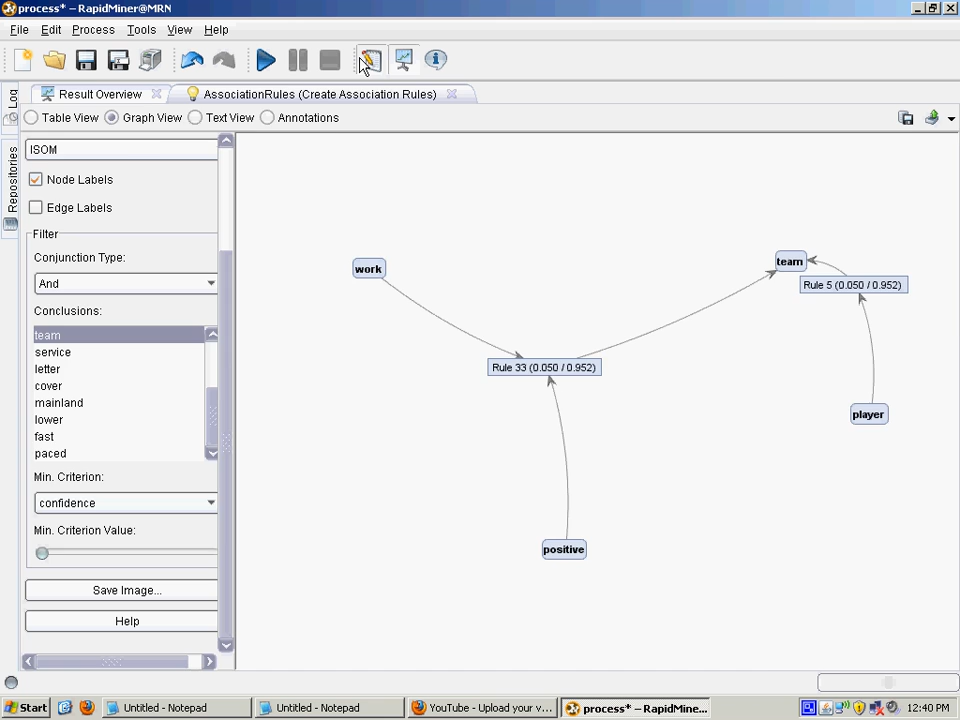 process* – RapidMiner@MRN
File Edit Process Tools View Help
Result Overview
AssociationRules (Create Association Rules)
Table View Graph View Text View Annotations
Log
Repositories
ISOM
Node Labels
Edge Labels
Filter
Conjunction Type:
And
Conclusions:
team
service
letter
cover
mainland
lower
fast
paced
Min. Criterion:
confidence
Min. Criterion Value:
Save Image...
Help
work
team
Rule 5 (0.050 / 0.952)
Rule 33 (0.050 / 0.952)
player
positive
Start
Untitled - Notepad
Untitled - Notepad
YouTube - Upload your v...
process* – RapidMine...
12:40 PM